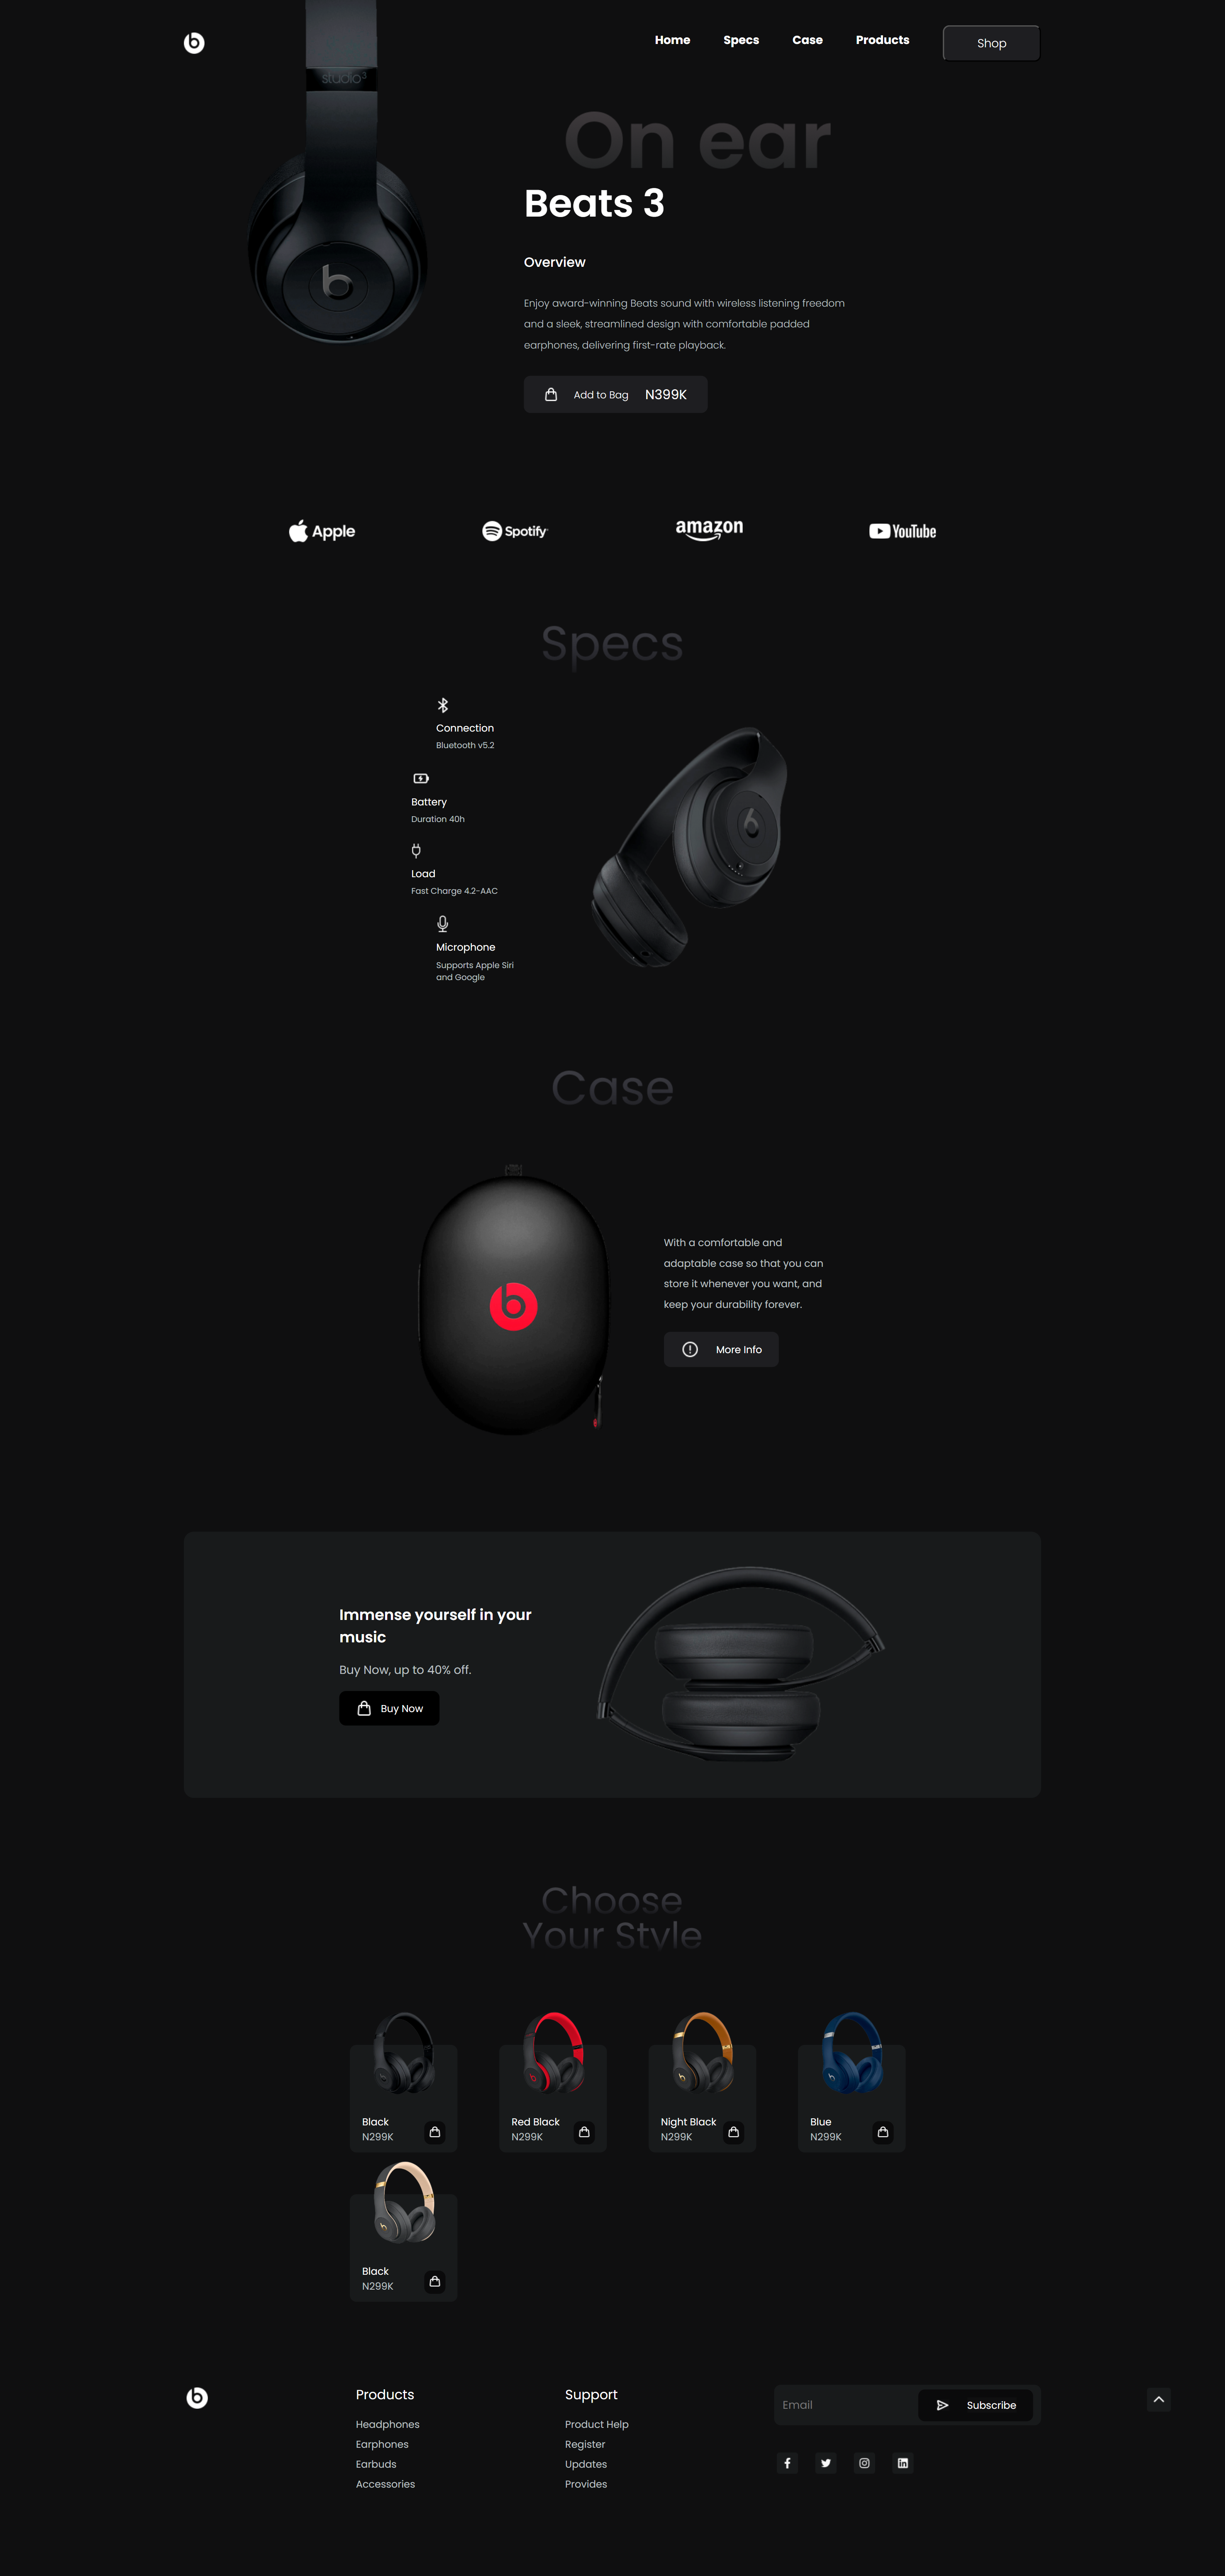 Home
Specs
Case
Products
Shop
studio3
On ear
Beats 3
Overview
Enjoy award-winning Beats sound with wireless listening freedom
and a sleek, streamlined design with comfortable padded
earphones, delivering first-rate playback.
Add to Bag N399K
Apple
Spotify
amazon
YouTube
Specs
Connection
Bluetooth v5.2
Battery
Duration 40h
Load
Fast Charge 4.2-AAC
Microphone
Supports Apple Siri
and Google
Case
With a comfortable and
adaptable case so that you can
store it whenever you want, and
keep your durability forever.
More Info
Immense yourself in your
music
Buy Now, up to 40% off.
Buy Now
Choose
Your Style
Black
N299K
Red Black
N299K
Night Black
N299K
Blue
N299K
Black
N299K
Products
Headphones
Earphones
Earbuds
Accessories
Support
Product Help
Register
Updates
Provides
Email
Subscribe